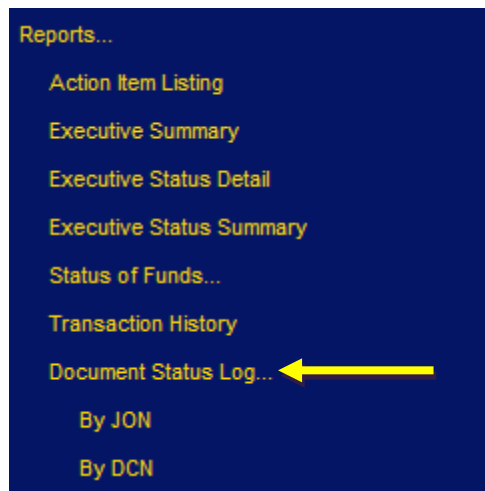 Reports...
Action Item Listing
Executive Summary
Executive Status Detail
Executive Status Summary
Status of Funds...
Transaction History
Document Status Log...
By JON
By DCN